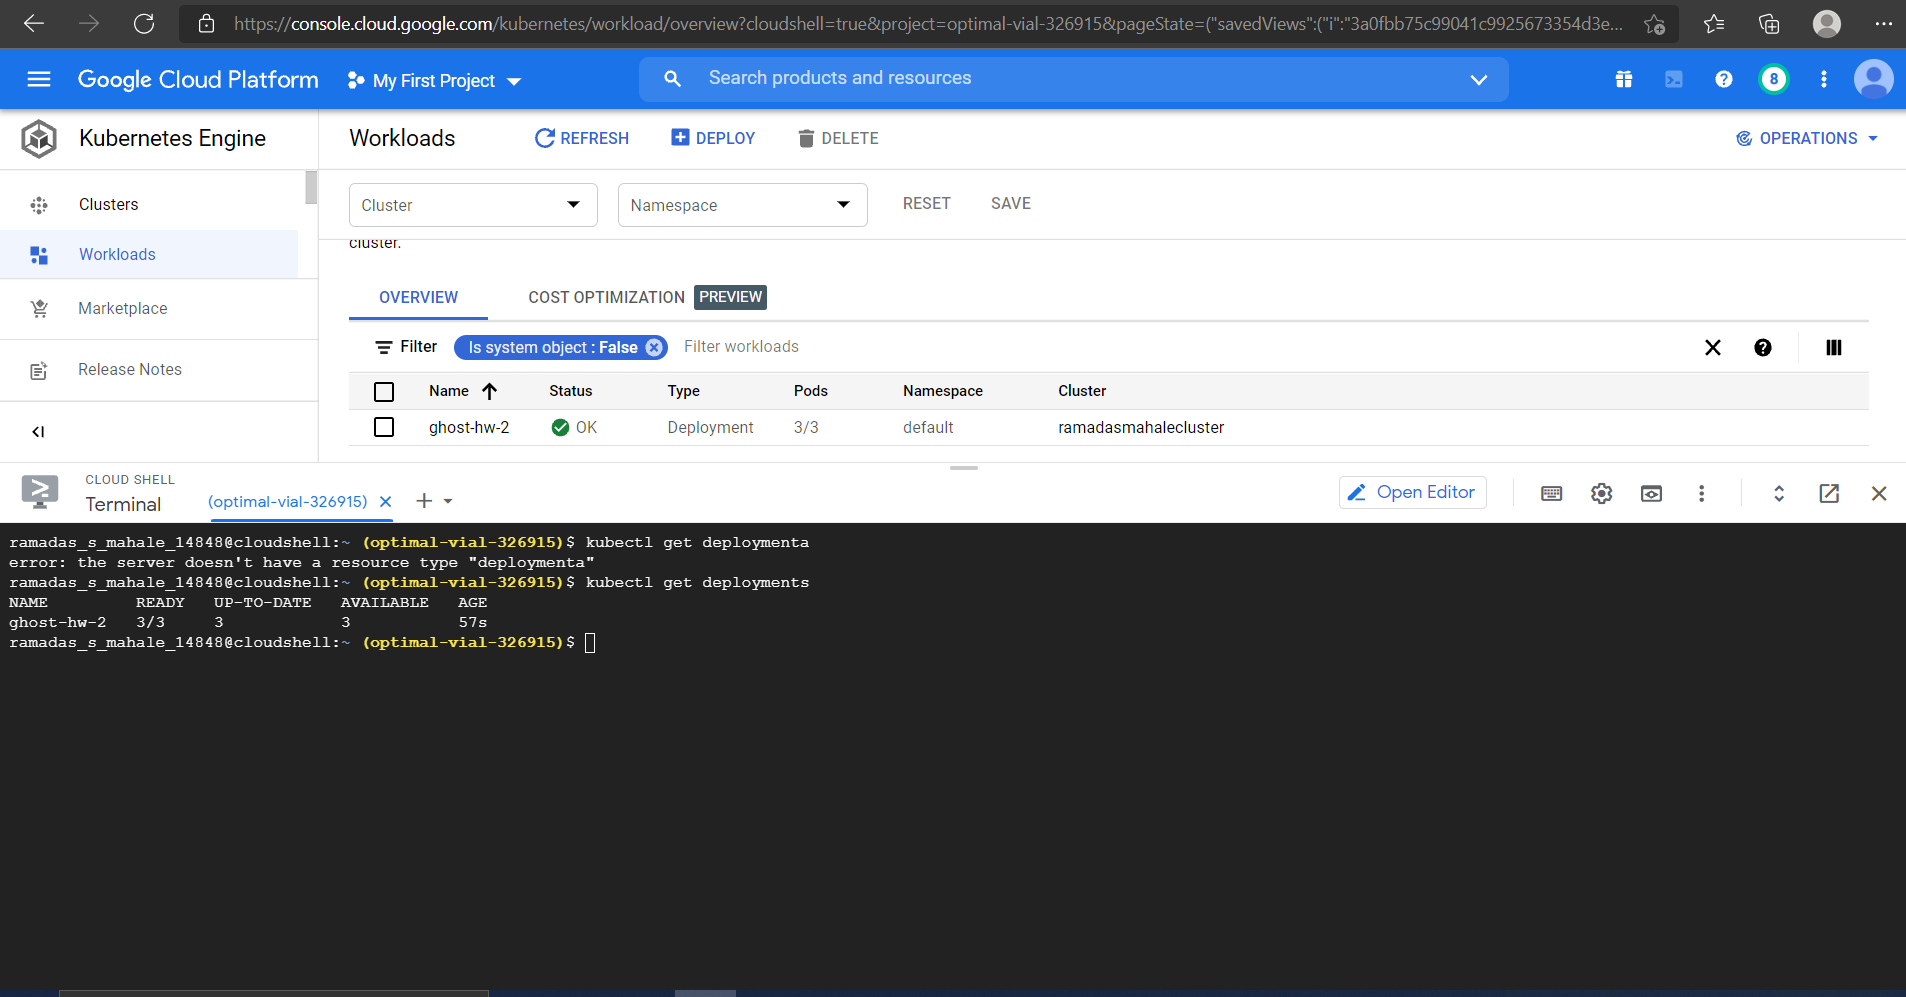 https://console.cloud.google.com/kubernetes/workload/overview?cloudshell=true&project=optimal-vial-326915&pageState=("savedViews":("i":"3a0fbb75c99041c9925673354d3e...
Google Cloud Platform My First Project Search products and resources 8
Kubernetes Engine
Workloads REFRESH DEPLOY DELETE OPERATIONS
Clusters
Workloads
Marketplace
Release Notes
Cluster Namespace RESET SAVE
cluster.
OVERVIEW COST OPTIMIZATION PREVIEW
Filter Is system object : False Filter workloads
Name Status Type Pods Namespace Cluster
ghost-hw-2 OK Deployment 3/3 default ramadasmahalecluster
CLOUD SHELL
Terminal (optimal-vial-326915) Open Editor
ramadas_s_mahale_14848@cloudshell:~ (optimal-vial-326915)$ kubectl get deploymenta
error: the server doesn't have a resource type "deploymenta"
ramadas_s_mahale_14848@cloudshell:~ (optimal-vial-326915)$ kubectl get deployments
NAME READY UP-TO-DATE AVAILABLE AGE
ghost-hw-2 3/3 3 3 57s
ramadas_s_mahale_14848@cloudshell:~ (optimal-vial-326915)$